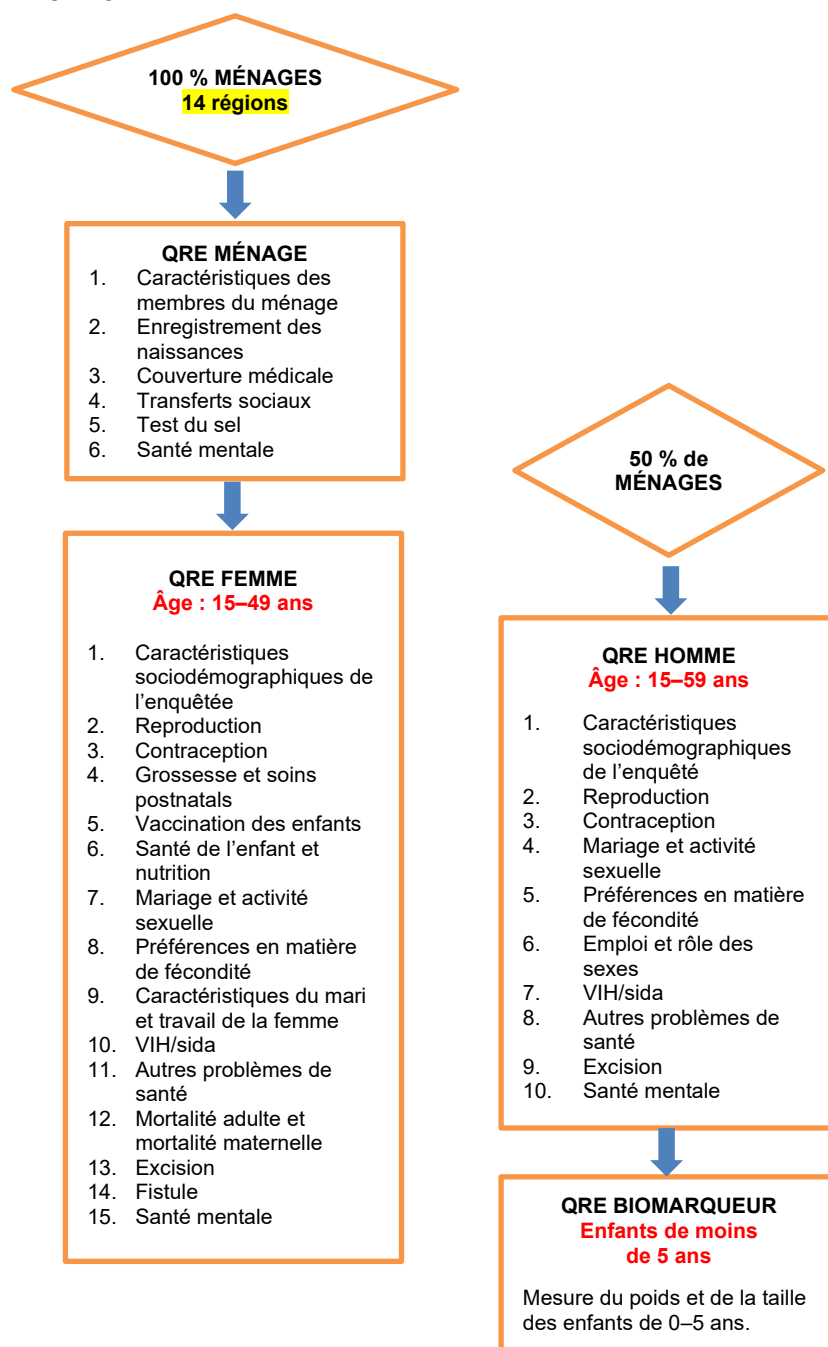 100 % MÉNAGES
14 régions
QRE MÉNAGE
1. Caractéristiques des
membres du ménage
2. Enregistrement des
naissances
3. Couverture médicale
4. Transferts sociaux
5. Test du sel
6. Santé mentale
QRE FEMME
Âge : 15–49 ans
1. Caractéristiques
sociodémographiques de
l’enquêtée
2. Reproduction
3. Contraception
4. Grossesse et soins
postnatals
5. Vaccination des enfants
6. Santé de l’enfant et
nutrition
7. Mariage et activité
sexuelle
8. Préférences en matière
de fécondité
9. Caractéristiques du mari
et travail de la femme
10. VIH/sida
11. Autres problèmes de
santé
12. Mortalité adulte et
mortalité maternelle
13. Excision
14. Fistule
15. Santé mentale
50 % de
MÉNAGES
QRE HOMME
Âge : 15–59 ans
1. Caractéristiques
sociodémographiques
de l’enquêté
2. Reproduction
3. Contraception
4. Mariage et activité
sexuelle
5. Préférences en matière
de fécondité
6. Emploi et rôle des
sexes
7. VIH/sida
8. Autres problèmes de
santé
9. Excision
10. Santé mentale
QRE BIOMARQUEUR
Enfants de moins
de 5 ans
Mesure du poids et de la taille
des enfants de 0–5 ans.